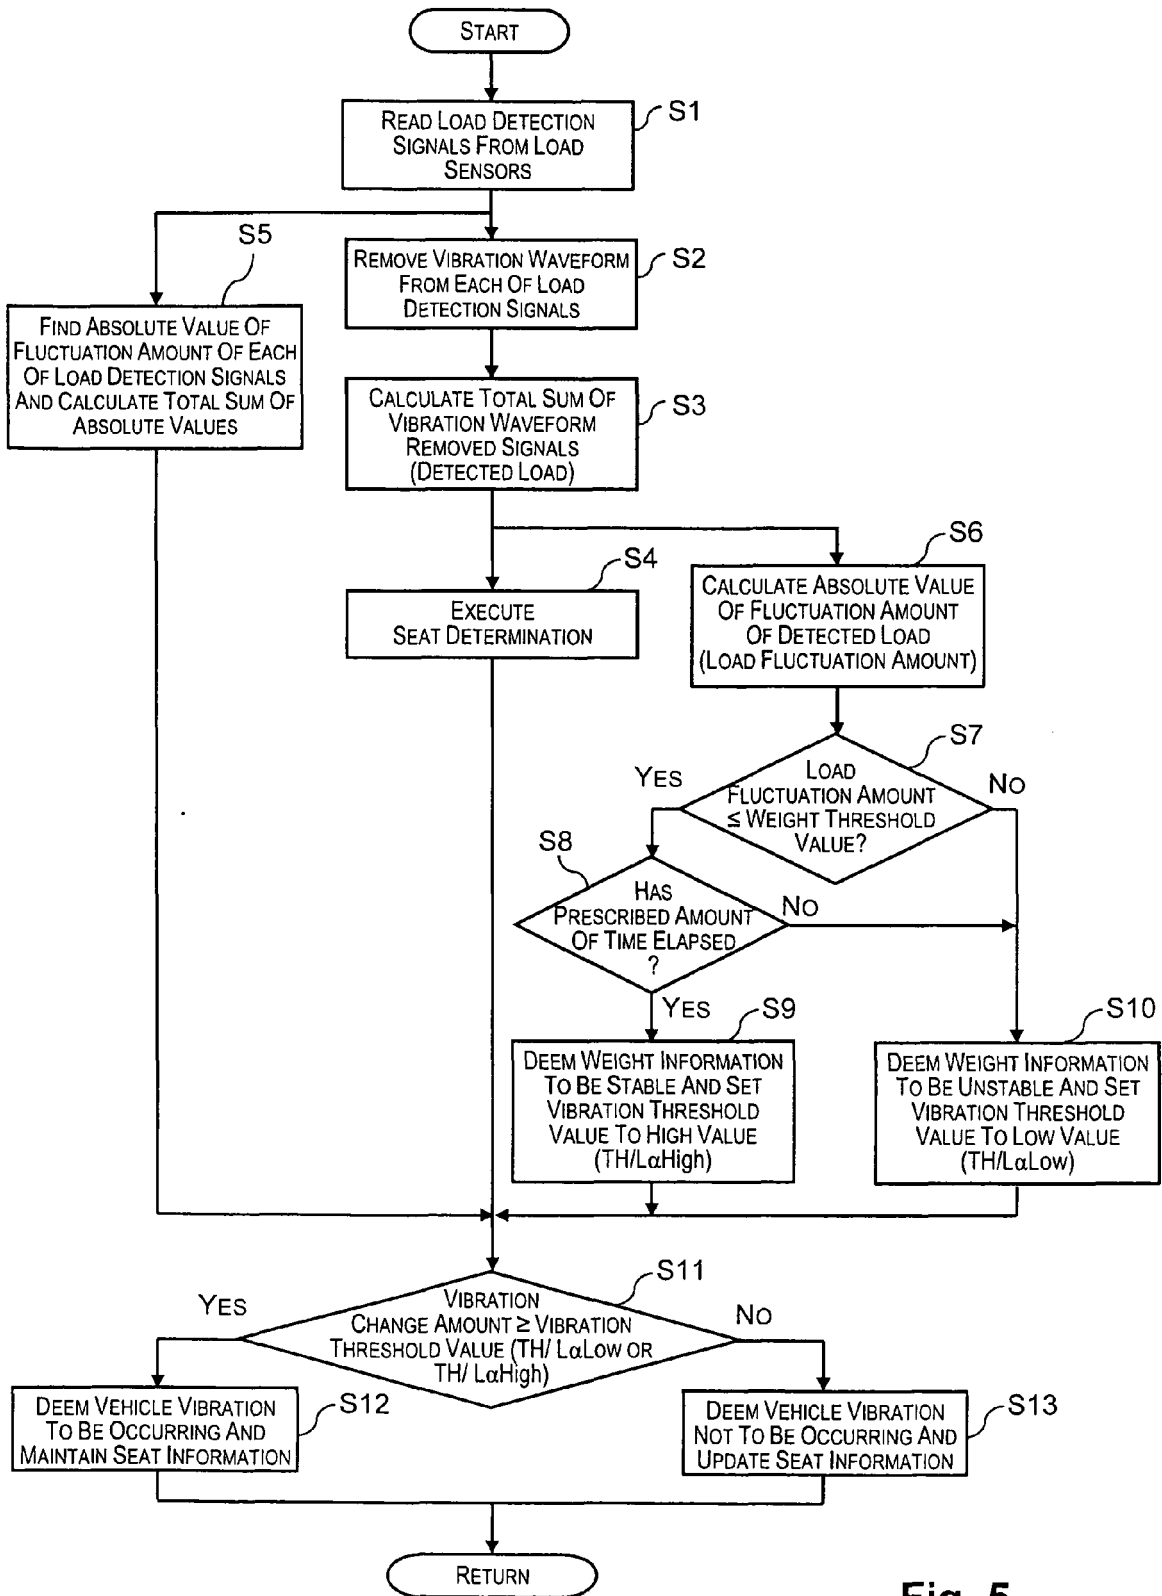 START
S1
READ LOAD DETECTION
SIGNALS FROM LOAD
SENSORS
S5
FIND ABSOLUTE VALUE OF
FLUCTUATION AMOUNT OF EACH
OF LOAD DETECTION SIGNALS
AND CALCULATE TOTAL SUM OF
ABSOLUTE VALUES
S2
REMOVE VIBRATION WAVEFORM
FROM EACH OF LOAD
DETECTION SIGNALS
S3
CALCULATE TOTAL SUM OF
VIBRATION WAVEFORM
REMOVED SIGNALS
(DETECTED LOAD)
S4
EXECUTE
SEAT DETERMINATION
S6
CALCULATE ABSOLUTE VALUE
OF FLUCTUATION AMOUNT
OF DETECTED LOAD
(LOAD FLUCTUATION AMOUNT)
S7
YES
LOAD
FLUCTUATION AMOUNT
≤ WEIGHT THRESHOLD
VALUE?
NO
S8
HAS
PRESCRIBED AMOUNT
OF TIME ELAPSED
?
NO
YES
S9
DEEM WEIGHT INFORMATION
TO BE STABLE AND SET
VIBRATION THRESHOLD
VALUE TO HIGH VALUE
(TH/LαHigh)
S10
DEEM WEIGHT INFORMATION
TO BE UNSTABLE AND SET
VIBRATION THRESHOLD
VALUE TO LOW VALUE
(TH/LαLow)
S11
YES
VIBRATION
CHANGE AMOUNT ≥ VIBRATION
THRESHOLD VALUE (TH/ LαLow OR
TH/ LαHigh)
NO
S12
DEEM VEHICLE VIBRATION
TO BE OCCURRING AND
MAINTAIN SEAT INFORMATION
S13
DEEM VEHICLE VIBRATION
NOT TO BE OCCURRING AND
UPDATE SEAT INFORMATION
RETURN
Fig. 5